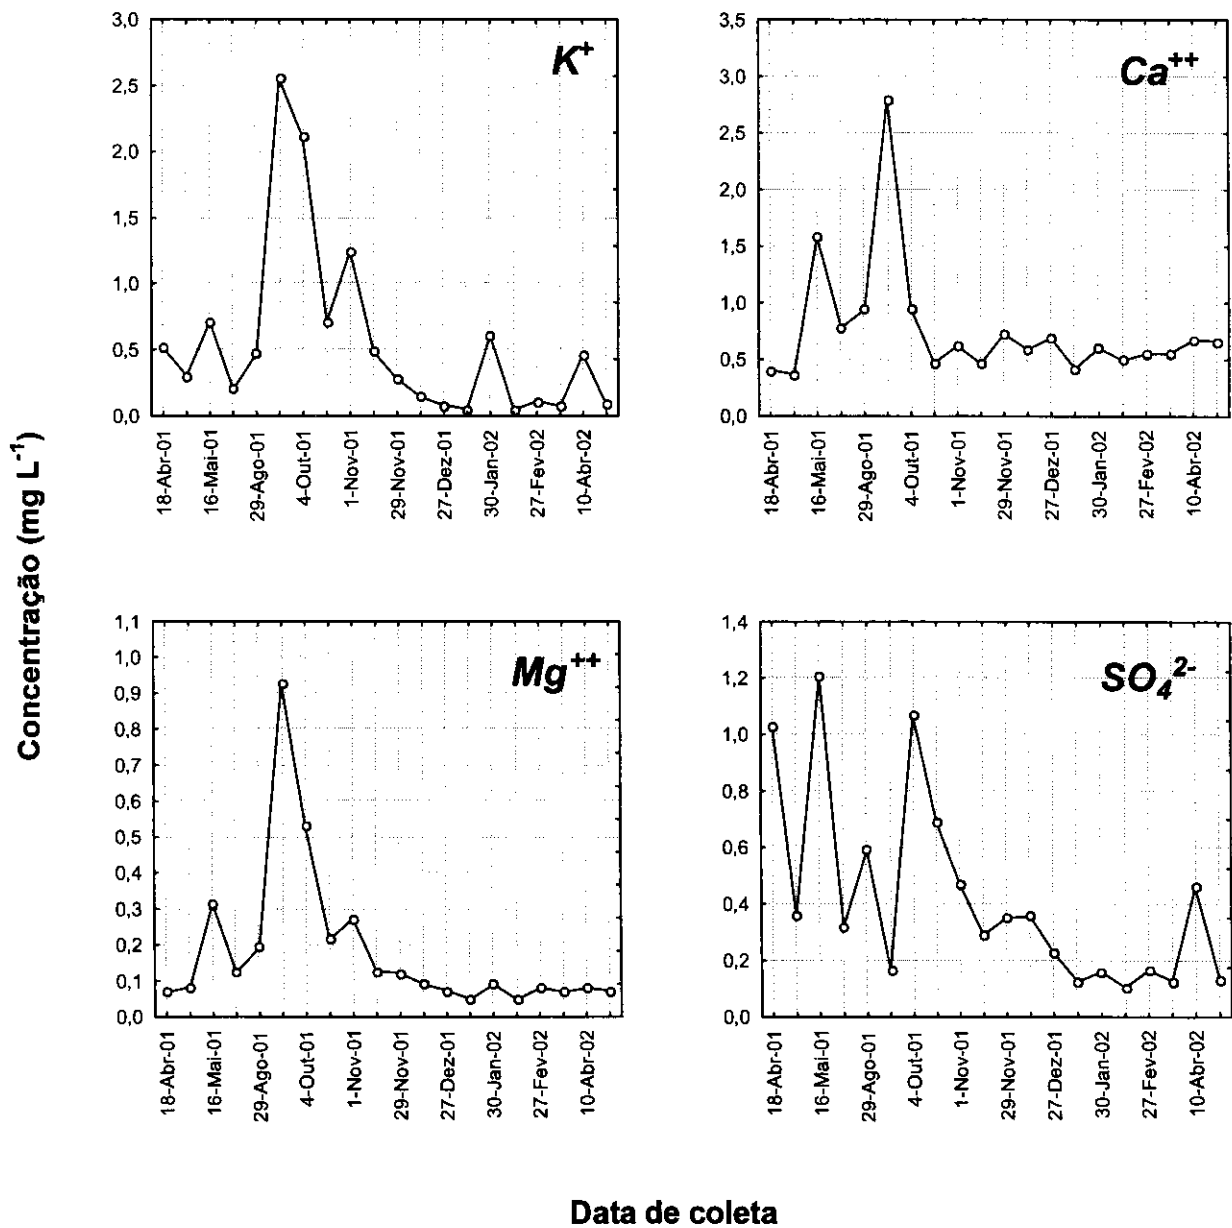 Concentração (mg L⁻¹)
K⁺
3,0
2,5
2,0
1,5
1,0
0,5
0,0
18-Abr-01
16-Mai-01
29-Ago-01
4-Out-01
1-Nov-01
29-Nov-01
27-Dez-01
30-Jan-02
27-Fev-02
10-Abr-02
Ca⁺⁺
3,5
3,0
2,5
2,0
1,5
1,0
0,5
0,0
18-Abr-01
16-Mai-01
29-Ago-01
4-Out-01
1-Nov-01
29-Nov-01
27-Dez-01
30-Jan-02
27-Fev-02
10-Abr-02
Mg⁺⁺
1,1
1,0
0,9
0,8
0,7
0,6
0,5
0,4
0,3
0,2
0,1
0,0
18-Abr-01
16-Mai-01
29-Ago-01
4-Out-01
1-Nov-01
29-Nov-01
27-Dez-01
30-Jan-02
27-Fev-02
10-Abr-02
SO₄²⁻
1,4
1,2
1,0
0,8
0,6
0,4
0,2
0,0
18-Abr-01
16-Mai-01
29-Ago-01
4-Out-01
1-Nov-01
29-Nov-01
27-Dez-01
30-Jan-02
27-Fev-02
10-Abr-02
Data de coleta